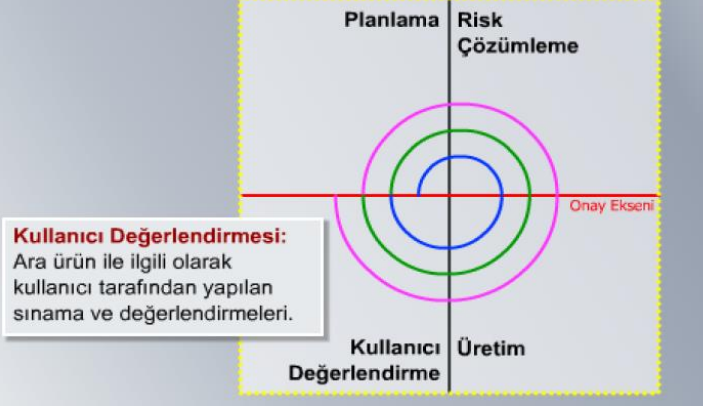 Planlama
Risk
Çözümleme
Onay Ekseni
Kullanıcı Değerlendirmesi:
Ara ürün ile ilgili olarak
kullanıcı tarafından yapılan
sınama ve değerlendirmeleri.
Kullanıcı
Değerlendirme
Üretim